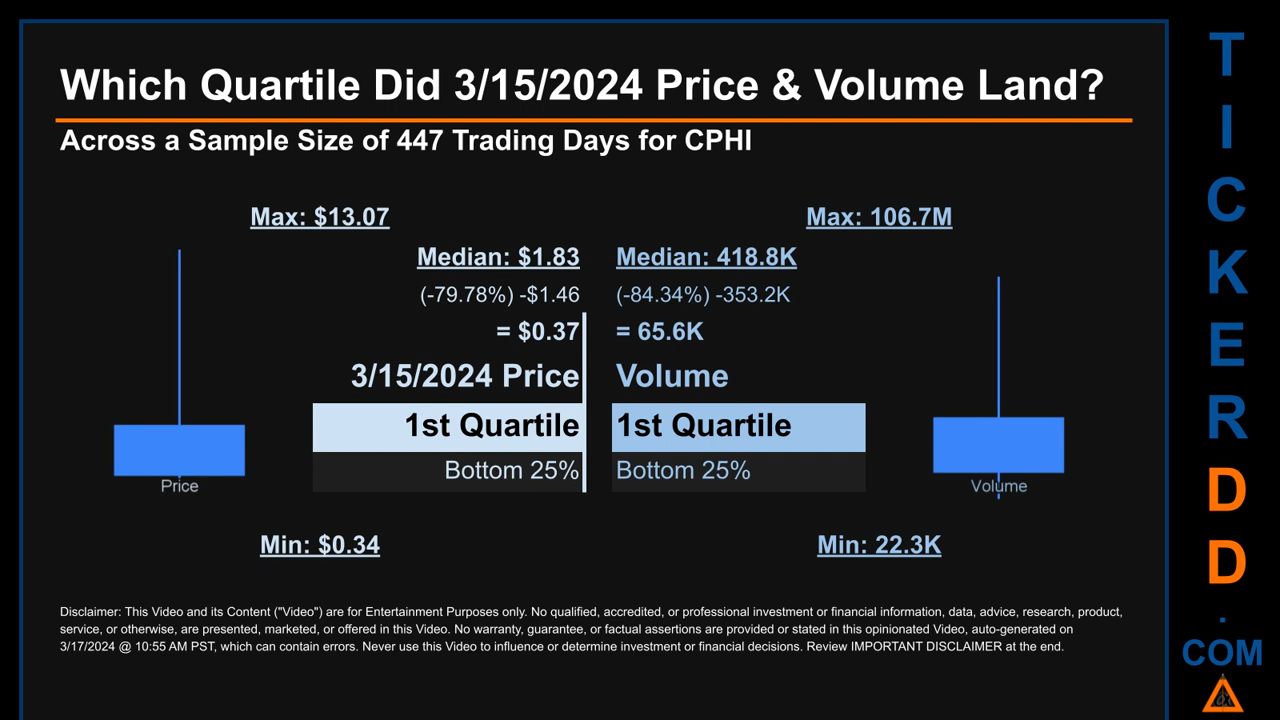 Which Quartile Did 3/15/2024 Price & Volume Land?
Across a Sample Size of 447 Trading Days for CPHI
Max: $13.07
Max: 106.7M
Median: $1.83
Median: 418.8K
(-79.78%) -$1.46
(-84.34%) -353.2K
= $0.37
= 65.6K
3/15/2024 Price
Volume
1st Quartile
1st Quartile
Bottom 25%
Bottom 25%
Price
Volume
Min: $0.34
Min: 22.3K
Disclaimer: This Video and its Content ("Video") are for Entertainment Purposes only. No qualified, accredited, or professional investment or financial information, data, advice, research, product,
service, or otherwise, are presented, marketed, or offered in this Video. No warranty, guarantee, or factual assertions are provided or stated in this opinionated Video, auto-generated on
3/17/2024 @ 10:55 AM PST, which can contain errors. Never use this Video to influence or determine investment or financial decisions. Review IMPORTANT DISCLAIMER at the end.
T
I
C
K
E
R
D
D
.
COM